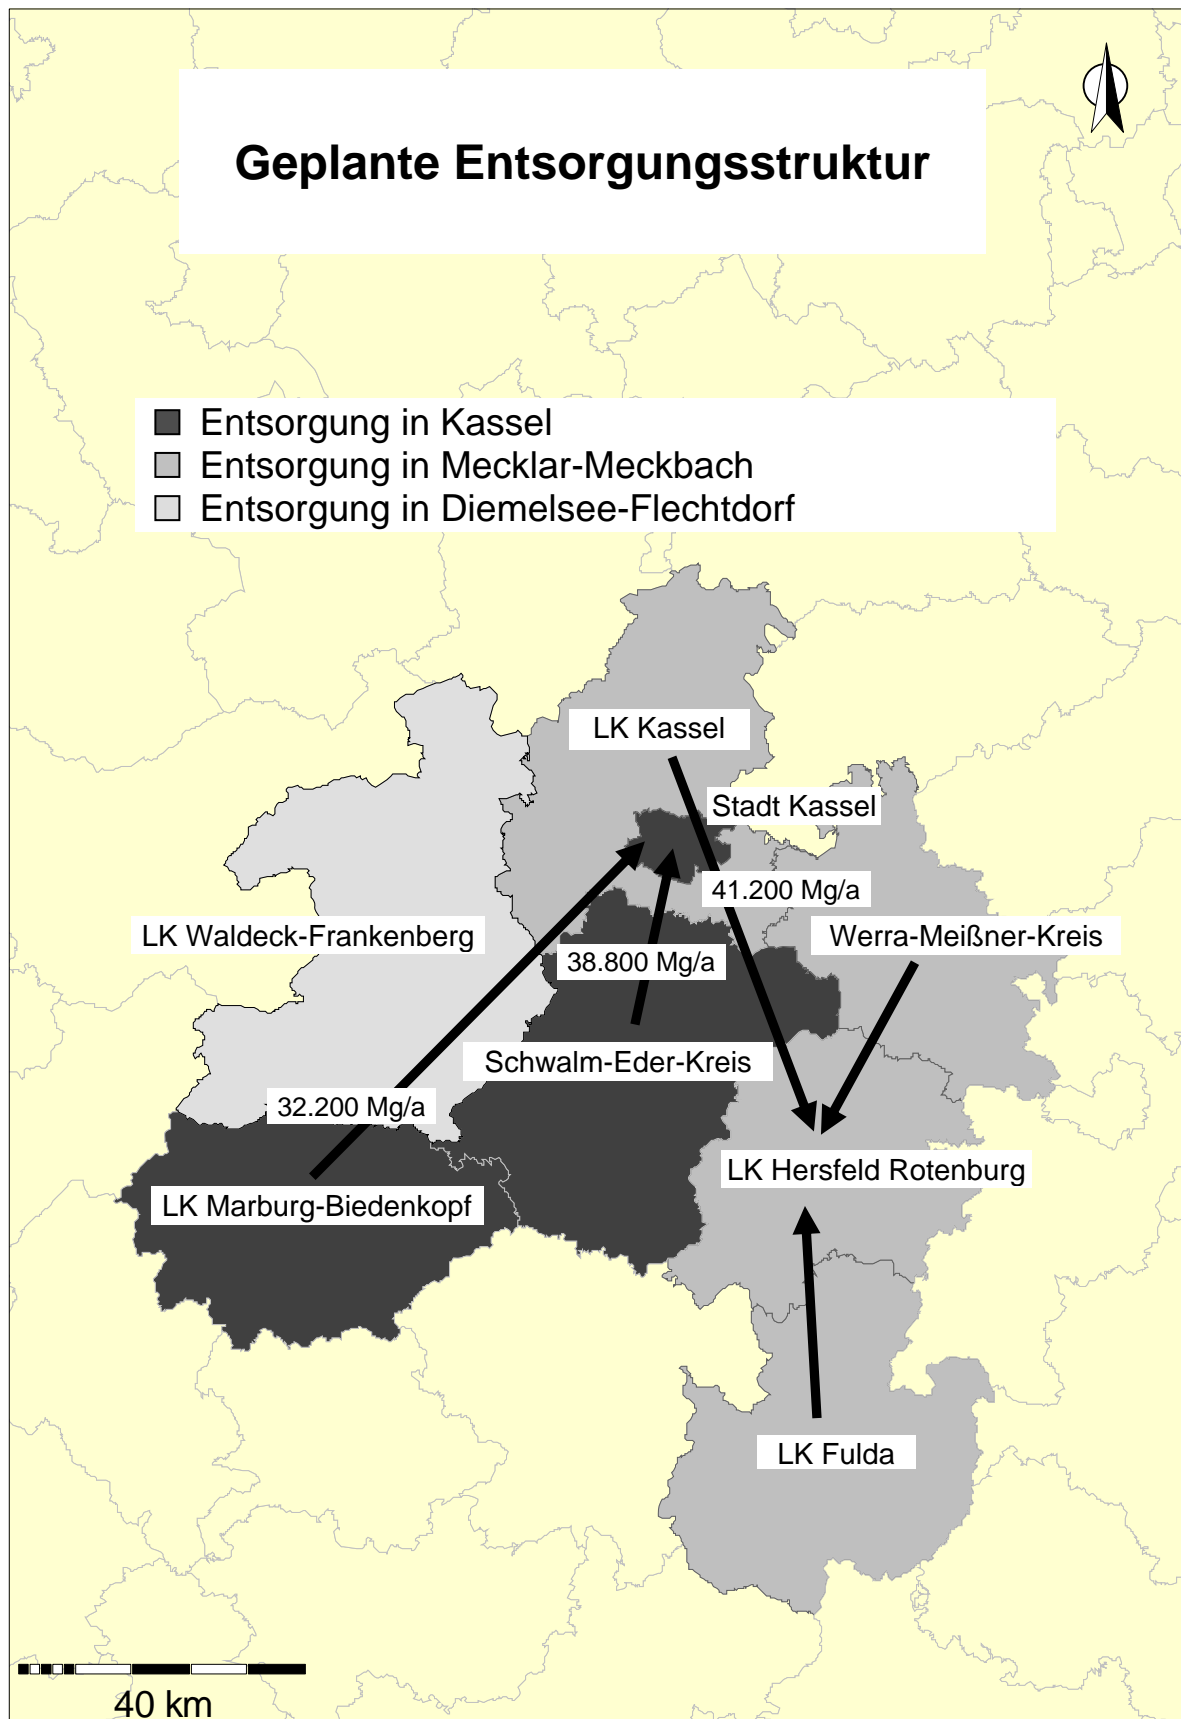 Geplante Entsorgungsstruktur
Entsorgung in Kassel
Entsorgung in Mecklar-Meckbach
Entsorgung in Diemelsee-Flechtdorf
LK Kassel
Stadt Kassel
41.200 Mg/a
LK Waldeck-Frankenberg
Werra-Meißner-Kreis
38.800 Mg/a
Schwalm-Eder-Kreis
32.200 Mg/a
LK Hersfeld Rotenburg
LK Marburg-Biedenkopf
LK Fulda
40 km